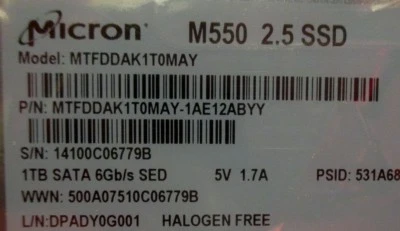 Micron M550 2.5 SSD
Model: MTFDDAK1T0MAY
P/N: MTFDDAK1T0MAY-1AE12ABYY
S/N: 14100C06779B
1TB SATA 6Gb/s SED 5V 1.7A PSID: 531A68
WWN: 500A07510C06779B
L/N:DPADY0G001 HALOGEN FREE